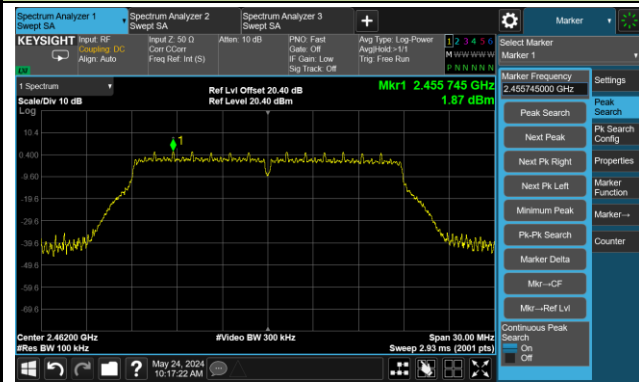 Spectrum Analyzer 1
Swept SA
Spectrum Analyzer 2
Swept SA
Spectrum Analyzer 3
Swept SA
+
Marker
KEYSIGHT
Input: RF
Coupling: DC
Align: Auto
Input Z: 50 Ω
Corr CCorr
Freq Ref: Int (S)
Atten: 10 dB
PNO: Fast
Gate: Off
IF Gain: Low
Sig Track: Off
Avg Type: Log-Power
Avg|Hold:>1/1
Trig: Free Run
1 2 3 4 5 6
M W W W W W
P N N N N N
Select Marker
Marker 1
1 Spectrum
Scale/Div 10 dB
Log
Ref Lvl Offset 20.40 dB
Ref Level 20.40 dBm
Mkr1 2.455 745 GHz
1.87 dBm
10.4
0.400
-9.60
-19.6
-29.6
-39.6
-49.6
-59.6
-69.6
1
Center 2.46200 GHz
#Res BW 100 kHz
#Video BW 300 kHz
Span 30.00 MHz
Sweep 2.93 ms (2001 pts)
Marker Frequency
2.455745000 GHz
Peak Search
Next Peak
Next Pk Right
Next Pk Left
Minimum Peak
Pk-Pk Search
Marker Delta
Mkr→CF
Mkr→Ref Lvl
Continuous Peak
Search
On
Off
Settings
Peak
Search
Pk Search
Config
Properties
Marker
Function
Marker→
Counter
?
May 24, 2024
10:17:22 AM